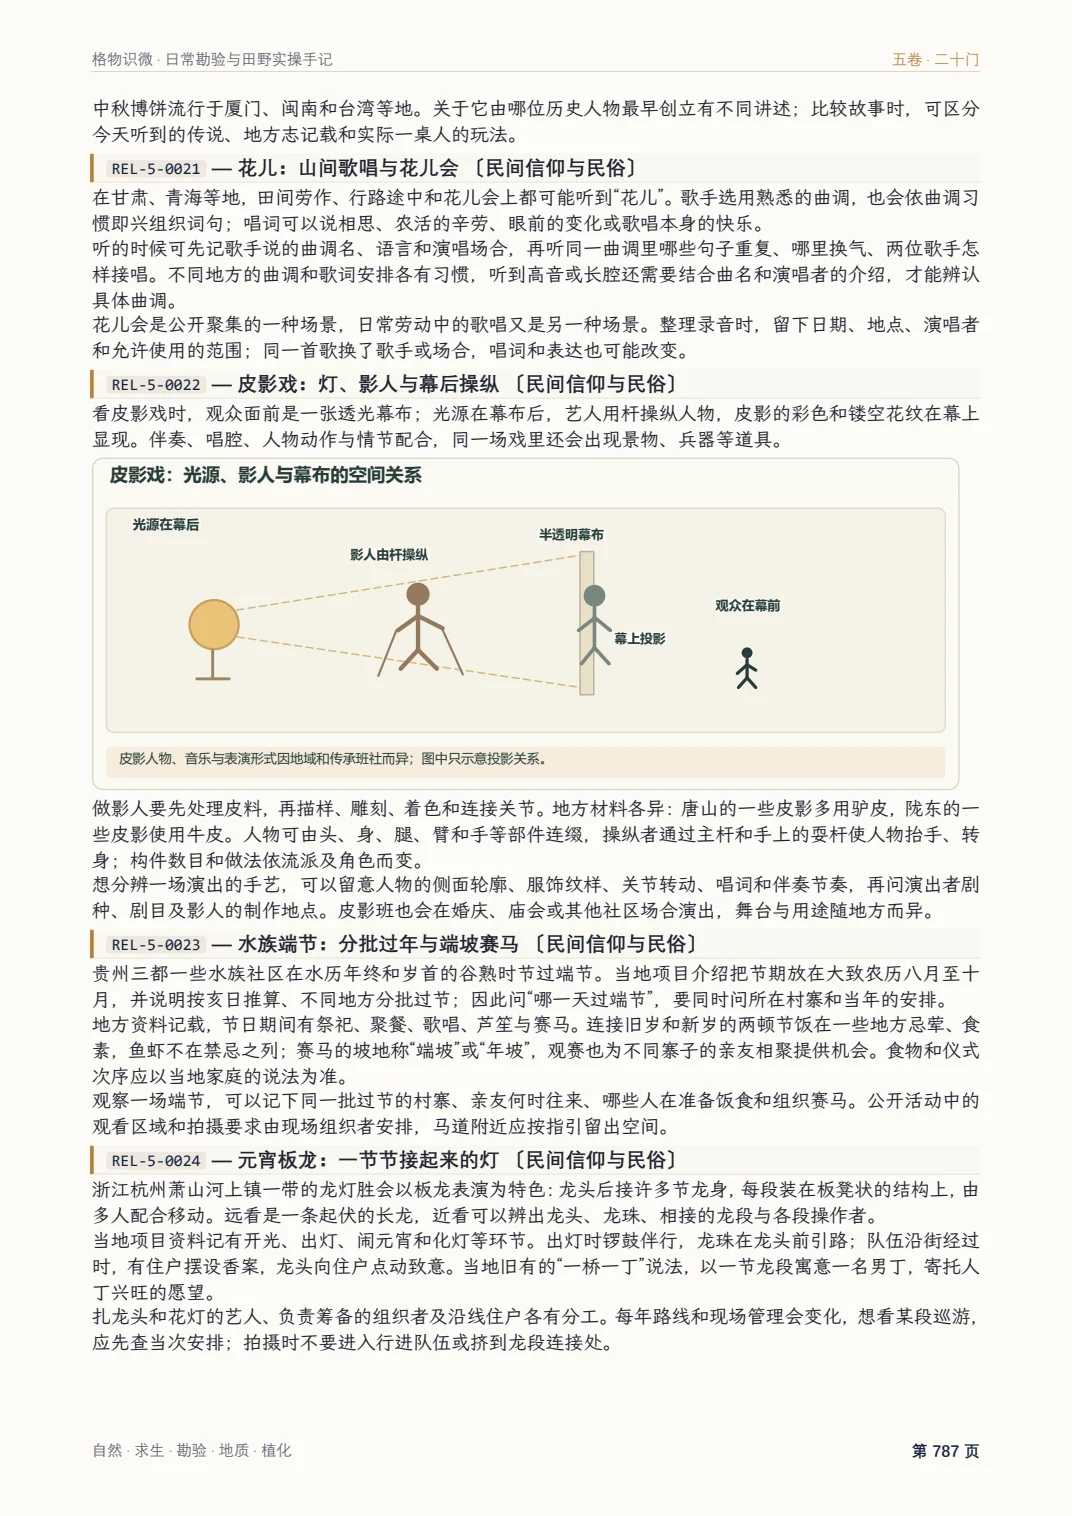 格物识微 · 日常勘验与田野实操手记
五卷 · 二十门
中秋博饼流行于厦门、闽南和台湾等地。关于它由哪位历史人物最早创立有不同讲述；比较故事时，可区分
今天听到的传说、地方志记载和实际一桌人的玩法。
REL-5-0021 — 花儿：山间歌唱与花儿会 〔民间信仰与民俗〕
在甘肃、青海等地，田间劳作、行路途中和花儿会上都可能听到“花儿”。歌手选用熟悉的曲调，也会依曲调习
惯即兴组织词句；唱词可以说相思、农活的辛劳、眼前的变化或歌唱本身的快乐。
听的时候可先记歌手说的曲调名、语言和演唱场合，再听同一曲调里哪些句子重复、哪里换气、两位歌手怎
样接唱。不同地方的曲调和歌词安排各有习惯，听到高音或长腔还需要结合曲名和演唱者的介绍，才能辨认
具体曲调。
花儿会是公开聚集的一种场景，日常劳动中的歌唱又是另一种场景。整理录音时，留下日期、地点、演唱者
和允许使用的范围；同一首歌换了歌手或场合，唱词和表达也可能改变。
REL-5-0022 — 皮影戏：灯、影人与幕后操纵 〔民间信仰与民俗〕
看皮影戏时，观众面前是一张透光幕布；光源在幕布后，艺人用杆操纵人物，皮影的彩色和镂空花纹在幕上
显现。伴奏、唱腔、人物动作与情节配合，同一场戏里还会出现景物、兵器等道具。
皮影戏：光源、影人与幕布的空间关系
光源在幕后
半透明幕布
影人由杆操纵
观众在幕前
幕上投影
皮影人物、音乐与表演形式因地域和传承班社而异；图中只示意投影关系。
做影人要先处理皮料，再描样、雕刻、着色和连接关节。地方材料各异：唐山的一些皮影多用驴皮，陇东的一
些皮影使用牛皮。人物可由头、身、腿、臂和手等部件连缀，操纵者通过主杆和手上的耍杆使人物抬手、转
身；构件数目和做法依流派及角色而变。
想分辨一场演出的手艺，可以留意人物的侧面轮廓、服饰纹样、关节转动、唱词和伴奏节奏，再问演出者剧
种、剧目及影人的制作地点。皮影班也会在婚庆、庙会或其他社区场合演出，舞台与用途随地方而异。
REL-5-0023 — 水族端节：分批过年与端坡赛马 〔民间信仰与民俗〕
贵州三都一些水族社区在水历年终和岁首的谷熟时节过端节。当地项目介绍把节期放在大致农历八月至十
月，并说明按亥日推算、不同地方分批过节；因此问“哪一天过端节”，要同时问所在村寨和当年的安排。
地方资料记载，节日期间有祭祀、聚餐、歌唱、芦笙与赛马。连接旧岁和新岁的两顿节饭在一些地方忌荤、食
素，鱼虾不在禁忌之列；赛马的坡地称“端坡”或“年坡”，观赛也为不同寨子的亲友相聚提供机会。食物和仪式
次序应以当地家庭的说法为准。
观察一场端节，可以记下同一批过节的村寨、亲友何时往来、哪些人在准备饭食和组织赛马。公开活动中的
观看区域和拍摄要求由现场组织者安排，马道附近应按指引留出空间。
REL-5-0024 — 元宵板龙：一节节接起来的灯 〔民间信仰与民俗〕
浙江杭州萧山河上镇一带的龙灯胜会以板龙表演为特色：龙头后接许多节龙身，每段装在板凳状的结构上，由
多人配合移动。远看是一条起伏的长龙，近看可以辨出龙头、龙珠、相接的龙段与各段操作者。
当地项目资料记有开光、出灯、闹元宵和化灯等环节。出灯时锣鼓伴行，龙珠在龙头前引路；队伍沿街经过
时，有住户摆设香案，龙头向住户点动致意。当地旧有的“一桥一丁”说法，以一节龙段寓意一名男丁，寄托人
丁兴旺的愿望。
扎龙头和花灯的艺人、负责筹备的组织者及沿线住户各有分工。每年路线和现场管理会变化，想看某段巡游，
应先查当次安排；拍摄时不要进入行进队伍或挤到龙段连接处。
自然 · 求生 · 勘验 · 地质 · 植化
第 787 页